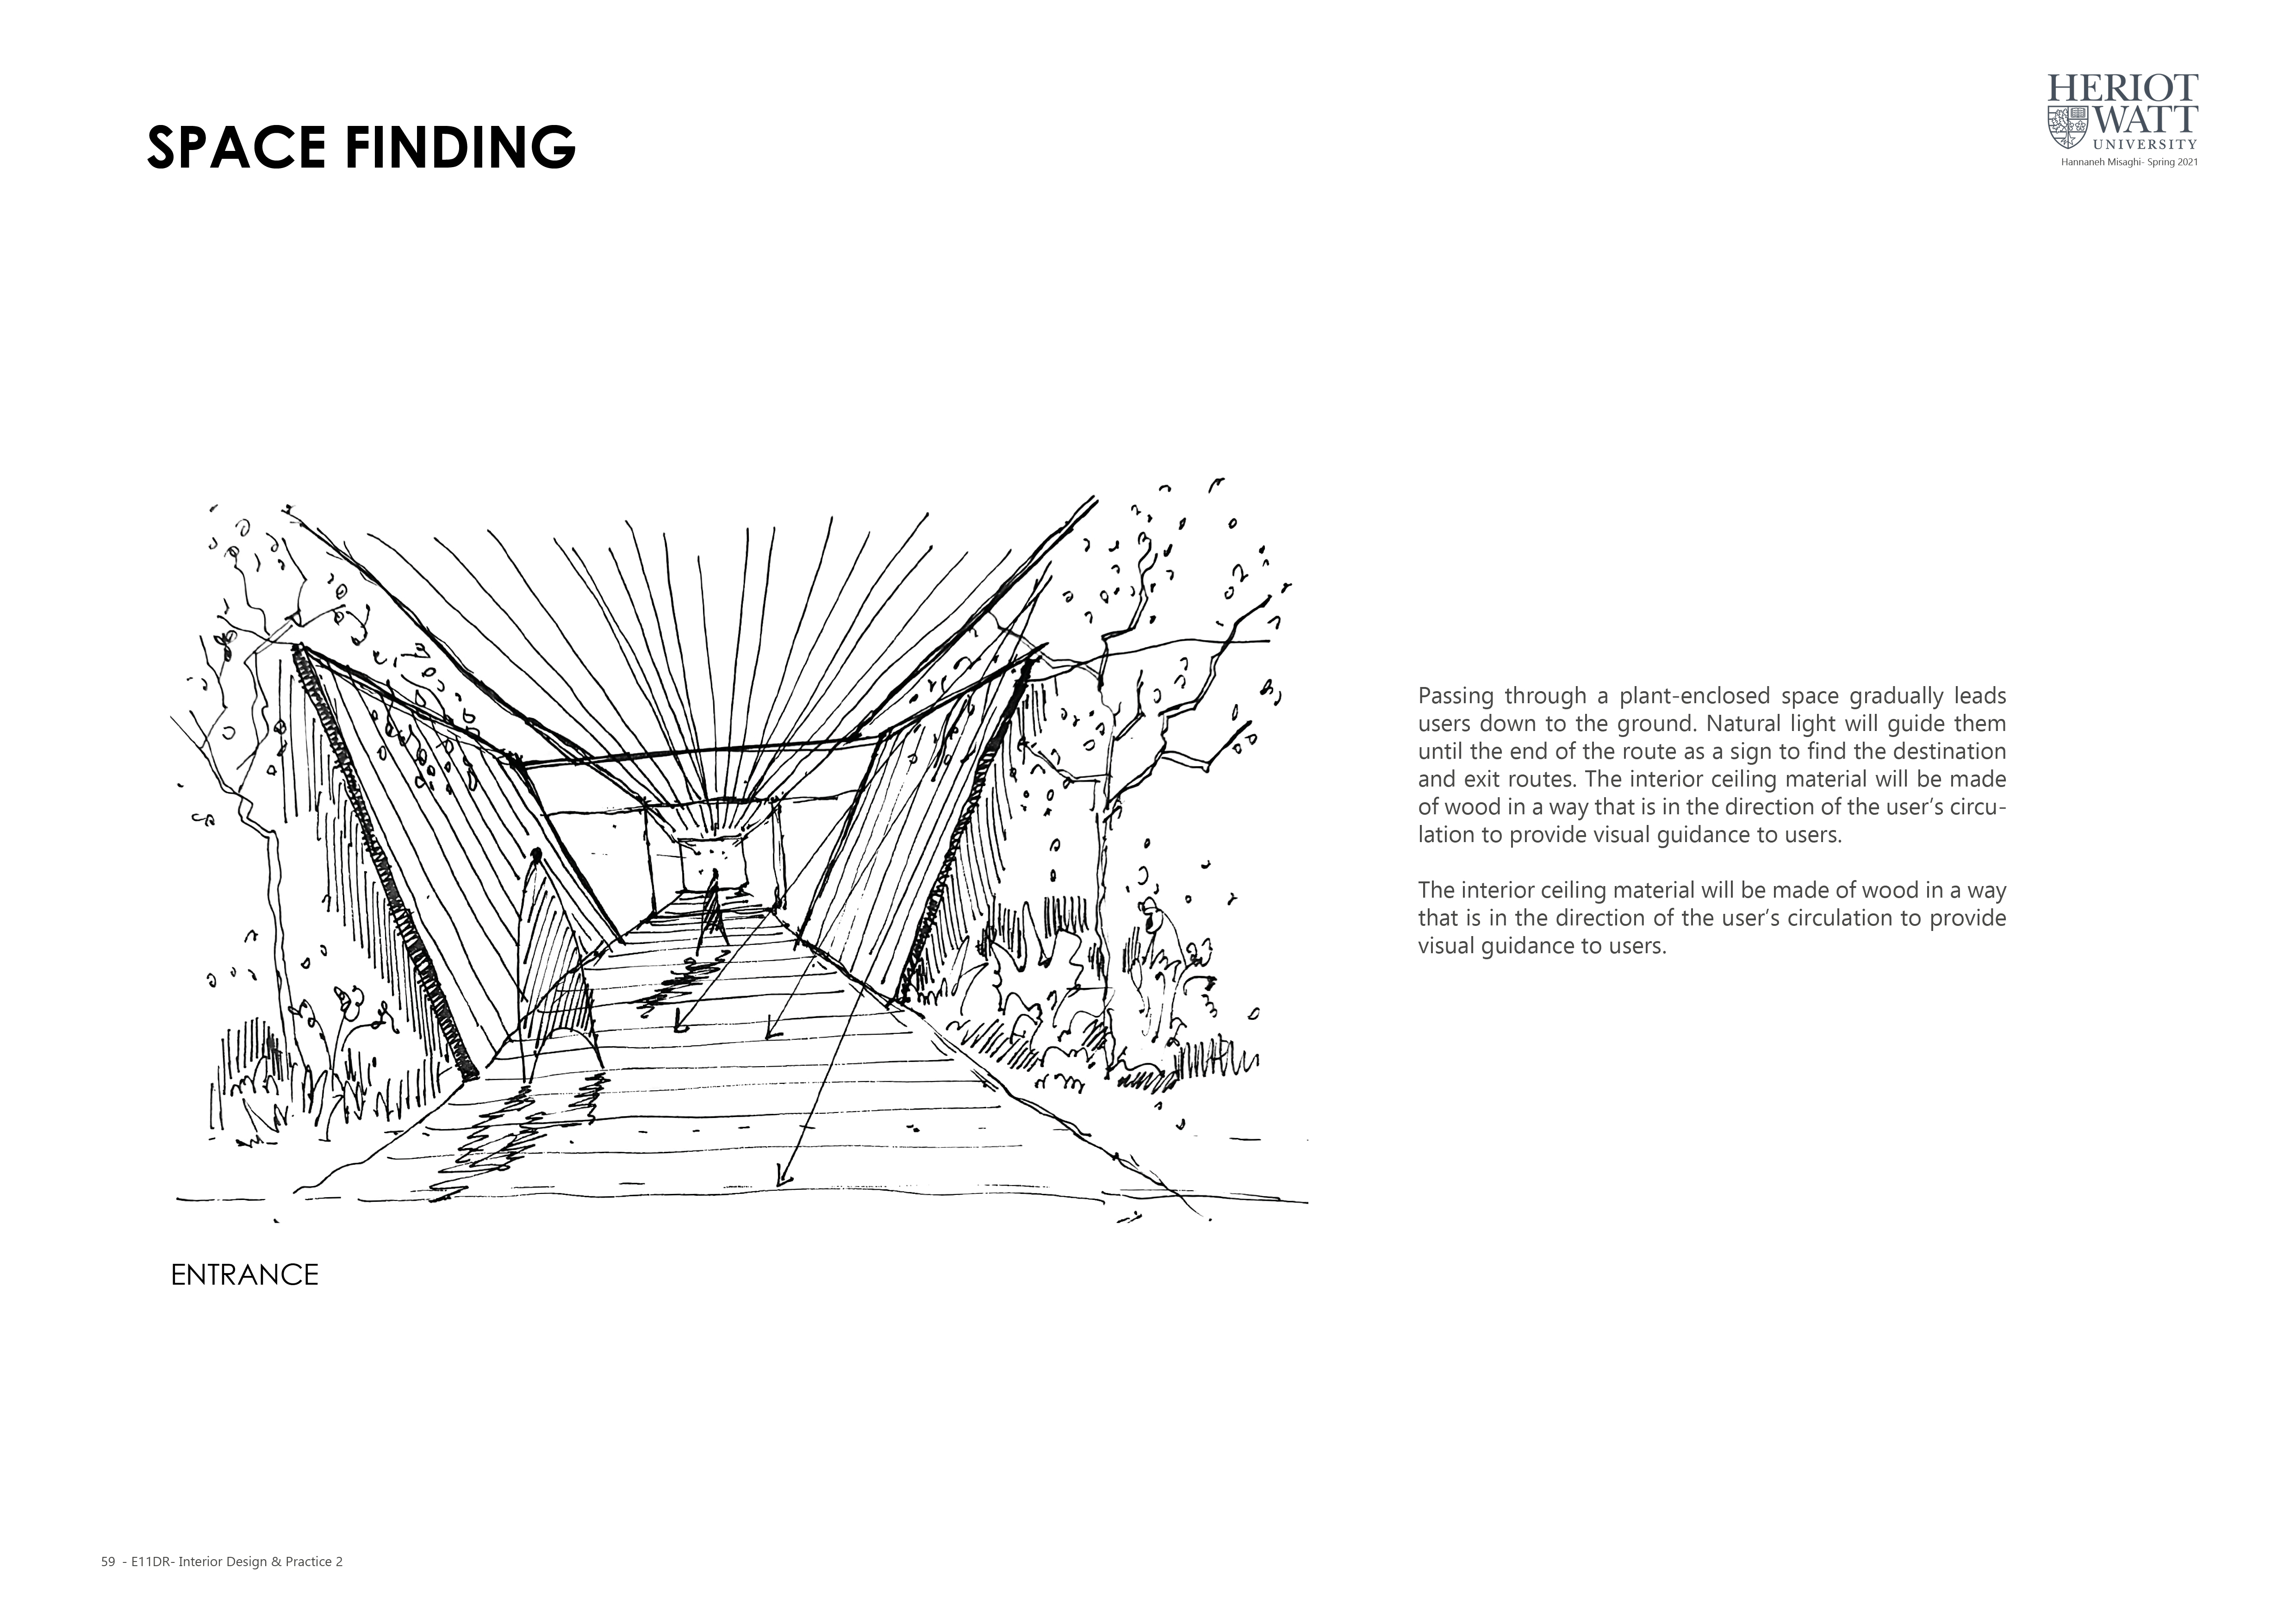 SPACE FINDING
HERIOT
WATT
UNIVERSITY
Hannaneh Misaghi- Spring 2021
Passing through a plant-enclosed space gradually leads
users down to the ground. Natural light will guide them
until the end of the route as a sign to find the destination
and exit routes. The interior ceiling material will be made
of wood in a way that is in the direction of the user’s circu-
lation to provide visual guidance to users.
The interior ceiling material will be made of wood in a way
that is in the direction of the user’s circulation to provide
visual guidance to users.
ENTRANCE
59 - E11DR- Interior Design & Practice 2